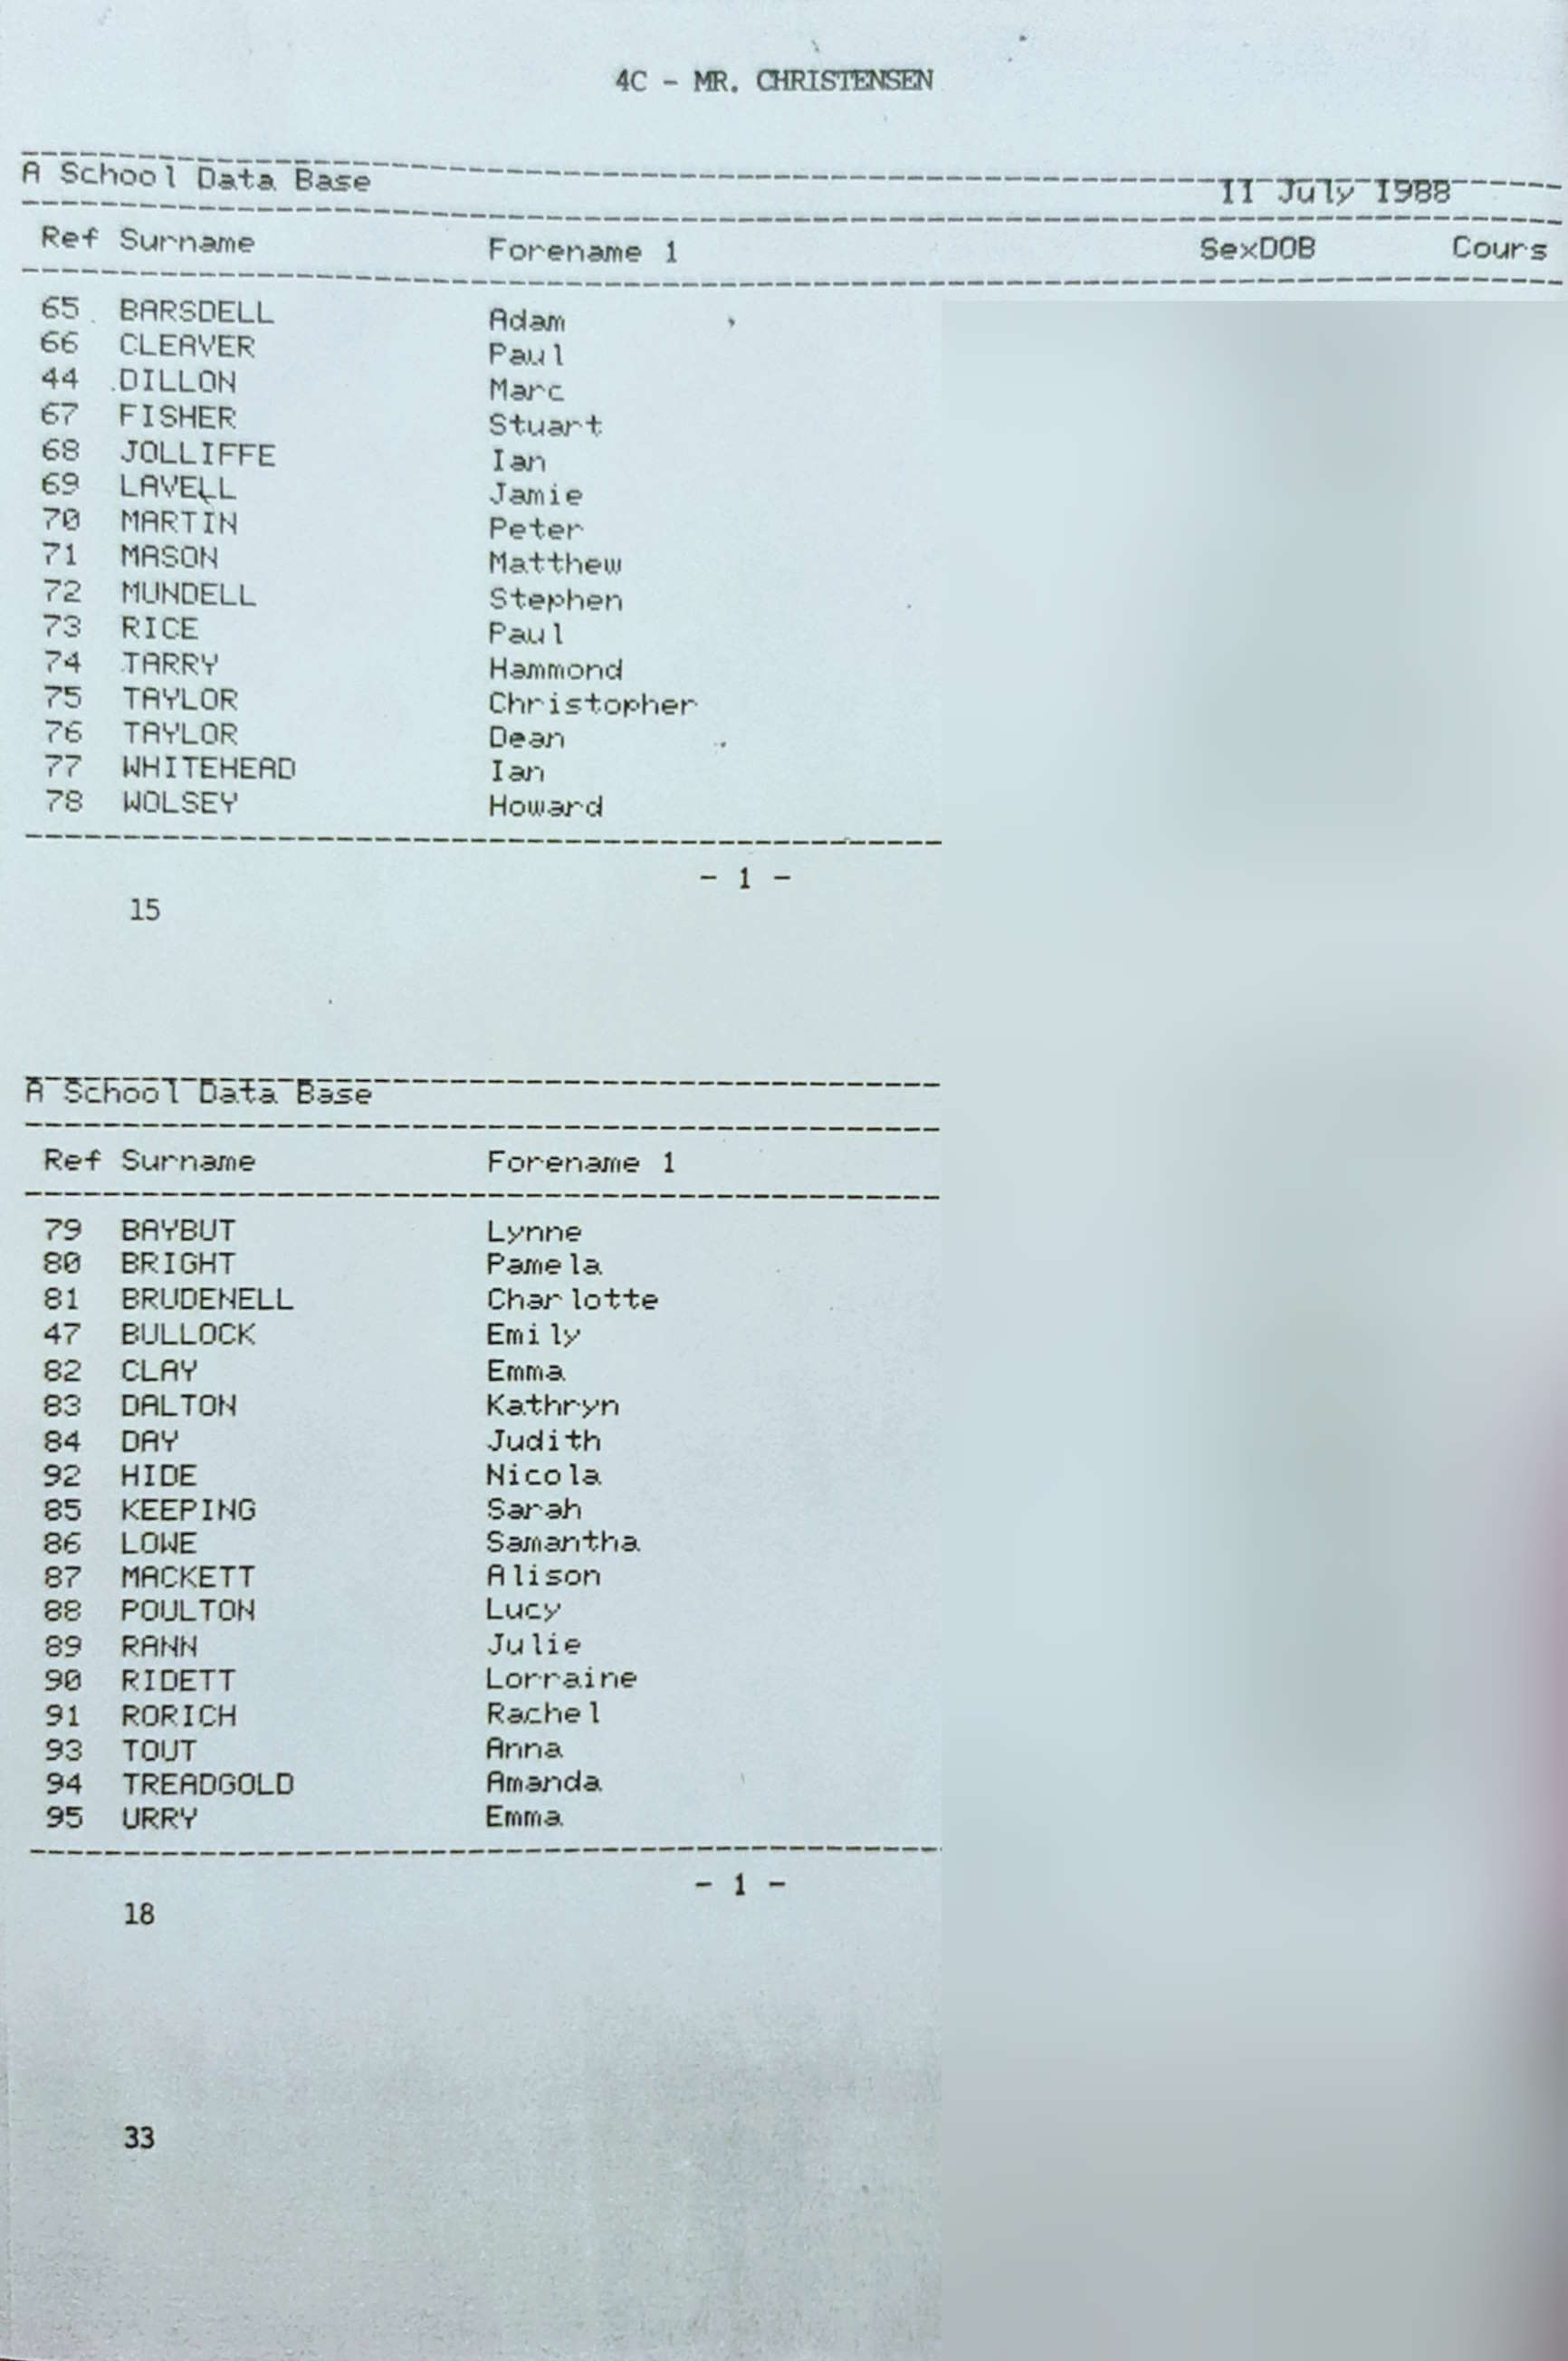 4C - MR. CHRISTENSEN
A School Data Base 11 July 1988
Ref Surname Forename 1 SexDOB Cours
65 BARSDELL Adam
66 CLEAVER Paul
44 DILLON Marc
67 FISHER Stuart
68 JOLLIFFE Ian
69 LAVELL Jamie
70 MARTIN Peter
71 MASON Matthew
72 MUNDELL Stephen
73 RICE Paul
74 TARRY Hammond
75 TAYLOR Christopher
76 TAYLOR Dean
77 WHITEHEAD Ian
78 WOLSEY Howard
- 1 -
15
A School Data Base
Ref Surname Forename 1
79 BAYBUT Lynne
80 BRIGHT Pamela
81 BRUDENELL Charlotte
47 BULLOCK Emily
82 CLAY Emma
83 DALTON Kathryn
84 DAY Judith
92 HIDE Nicola
85 KEEPING Sarah
86 LOWE Samantha
87 MACKETT Alison
88 POULTON Lucy
89 RANN Julie
90 RIDETT Lorraine
91 RORICH Rachel
93 TOUT Anna
94 TREADGOLD Amanda
95 URRY Emma
- 1 -
18
33